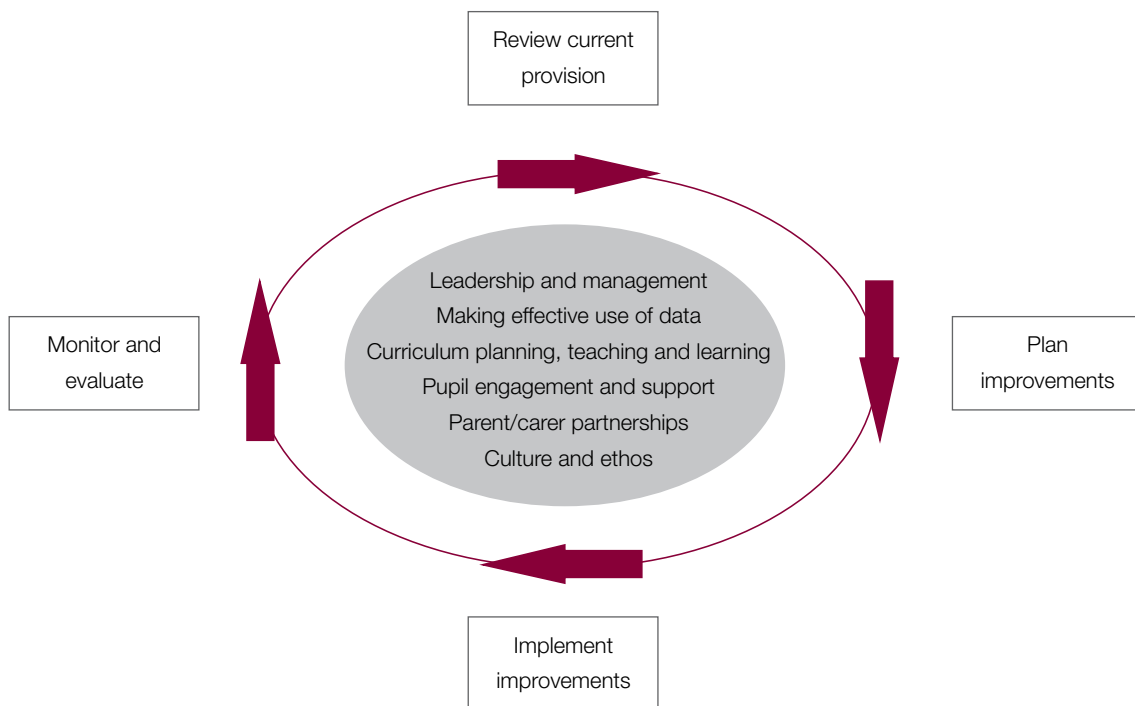 Review current
provision
Leadership and management
Making effective use of data
Curriculum planning, teaching and learning
Pupil engagement and support
Parent/carer partnerships
Culture and ethos
Monitor and
evaluate
Plan
improvements
Implement
improvements